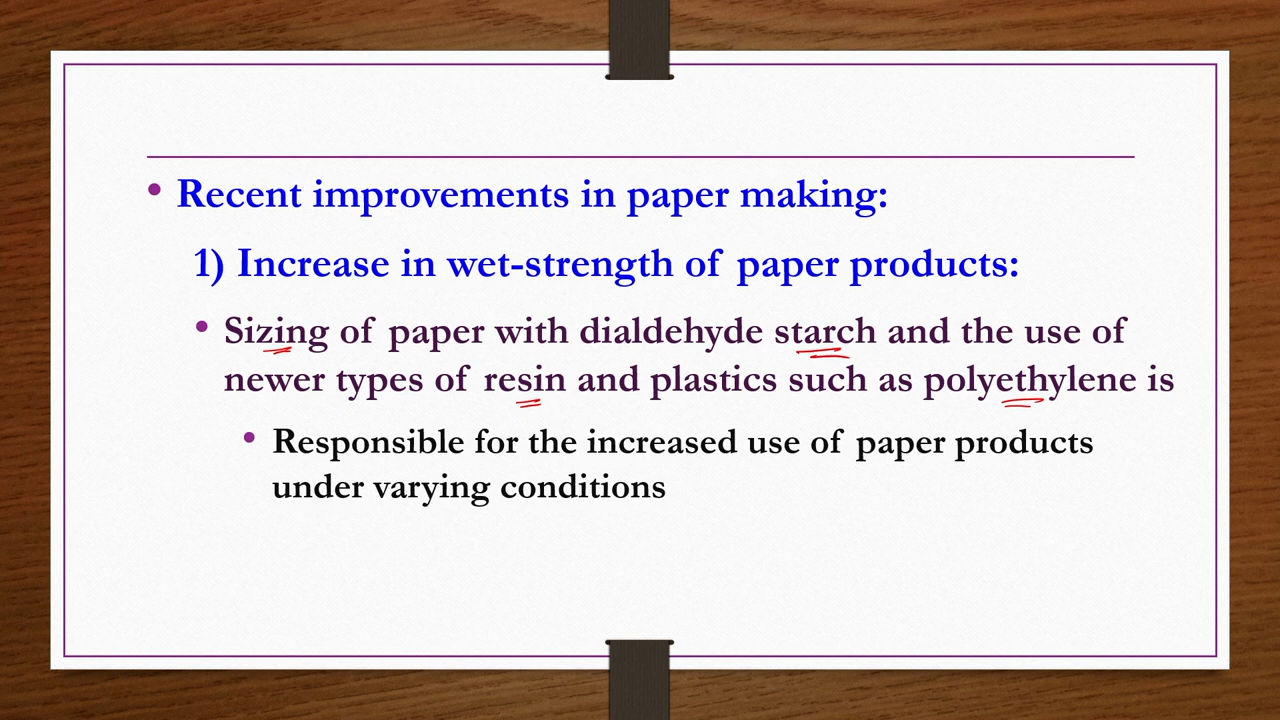 • Recent improvements in paper making:
1) Increase in wet-strength of paper products:
• Sizing of paper with dialdehyde starch and the use of
newer types of resin and plastics such as polyethylene is
• Responsible for the increased use of paper products
under varying conditions